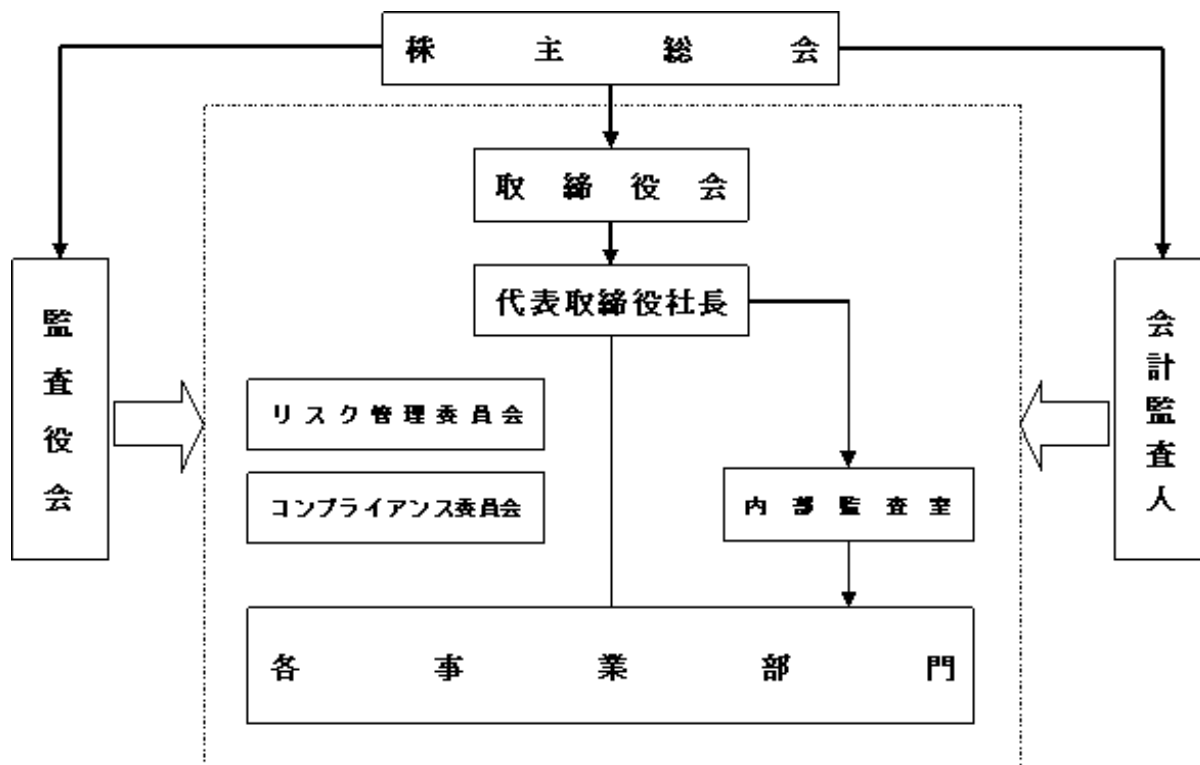 株主総会
取締役会
代表取締役社長
監査役会
会計監査人
リスク管理委員会
コンプライアンス委員会
内部監査室
各事業部門